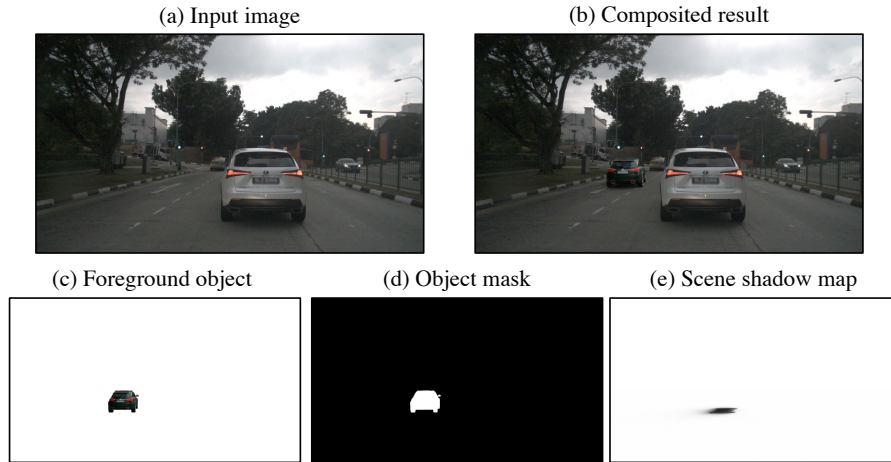 (a) Input image
(b) Composited result
(c) Foreground object
(d) Object mask
(e) Scene shadow map